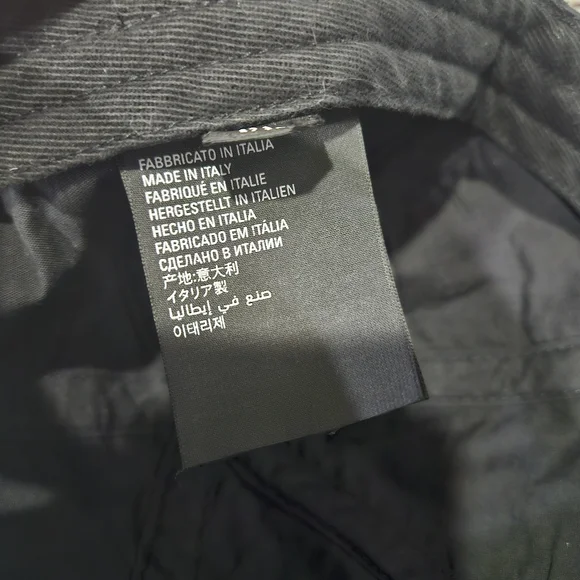 FABBRICATO IN ITALIA
MADE IN ITALY
FABRIQUÉ EN ITALIE
HERGESTELLT IN ITALIEN
HECHO EN ITALIA
FABRICADO EM ITÁLIA
СДЕЛАНО В ИТАЛИИ
产地:意大利
イタリア製
صنع في إيطاليا
이태리제